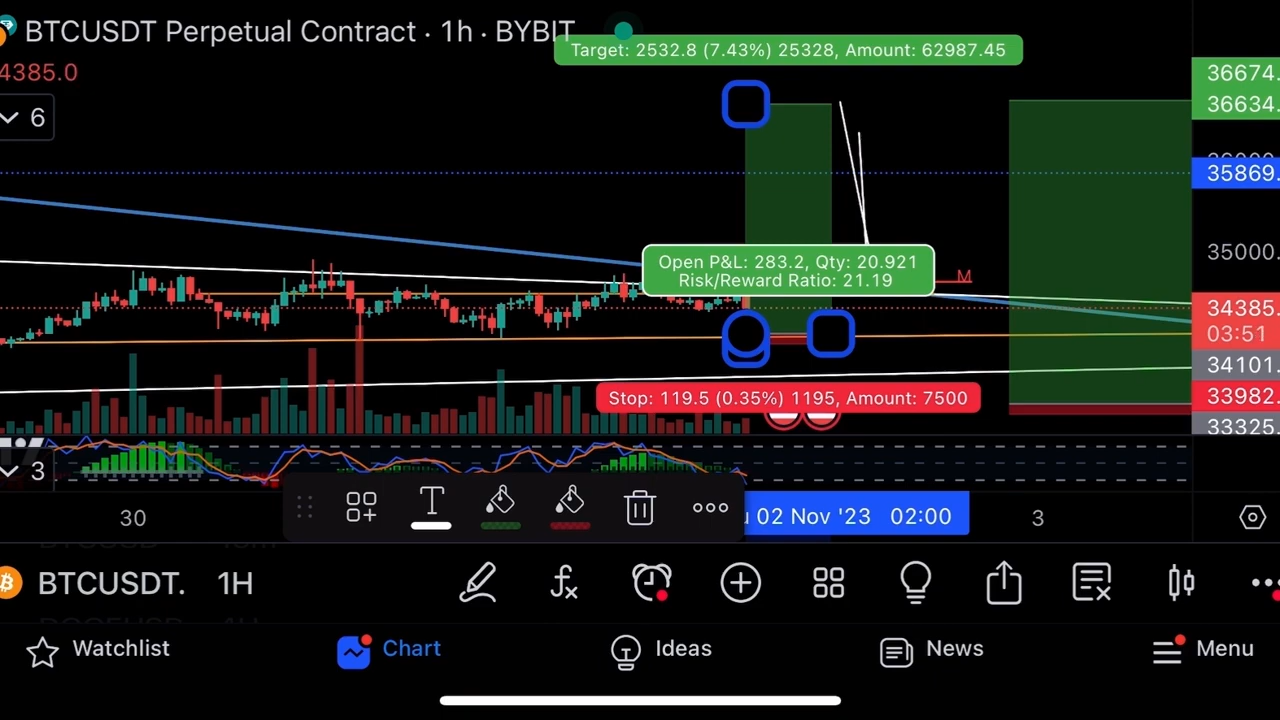 BTCUSDT Perpetual Contract · 1h · BYBIT
4385.0
6
Target: 2532.8 (7.43%) 25328, Amount: 62987.45
36674.
36634.
35869.
Open P&L: 283.2, Qty: 20.921
Risk/Reward Ratio: 21.19
M
35000.
34385.
03:51
34101.
33982.
33325.
Stop: 119.5 (0.35%) 1195, Amount: 7500
3
30
T
02 Nov '23 02:00
3
BTCUSDT. 1H
Watchlist
Chart
Ideas
News
Menu